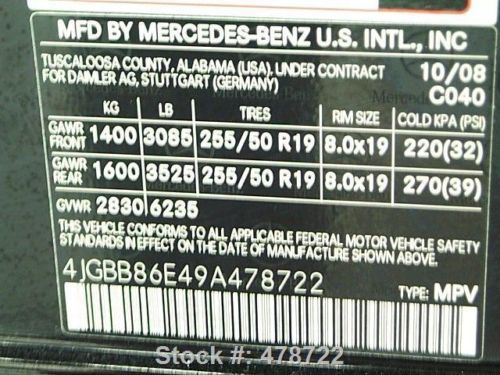 MFD BY MERCEDES-BENZ U.S. INTL., INC
TUSCALOOSA COUNTY, ALABAMA (USA), UNDER CONTRACT 10/08
FOR DAIMLER AG, STUTTGART (GERMANY) C040
KG LB TIRES RIM SIZE COLD KPA (PSI)
GAWR FRONT 1400 3085 255/50 R19 8.0x19 220(32)
GAWR REAR 1600 3525 255/50 R19 8.0x19 270(39)
GVWR 2830 6235
THIS VEHICLE CONFORMS TO ALL APPLICABLE FEDERAL MOTOR VEHICLE SAFETY
STANDARDS IN EFFECT ON THE DATE OF MANUFACTURE SHOWN ABOVE.
4JGBB86E49A478722
TYPE: MPV
Stock #: 478722